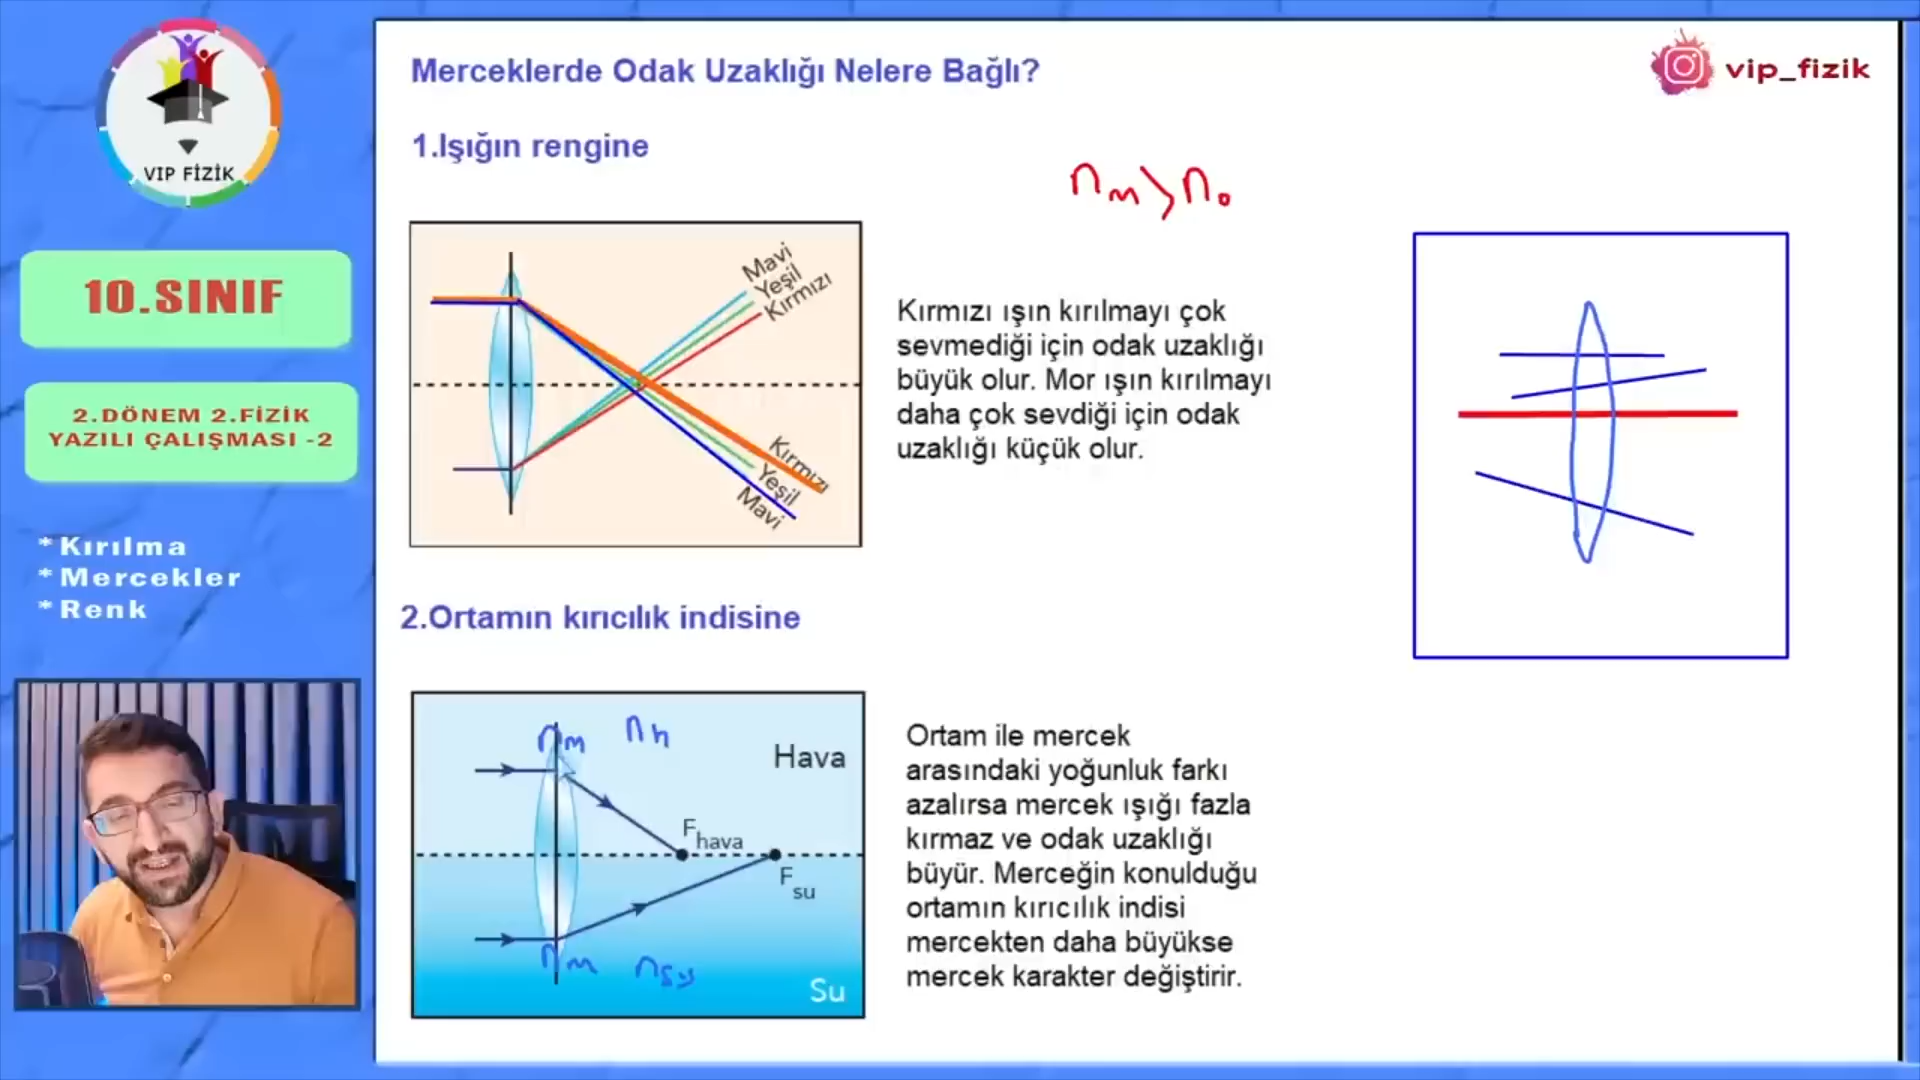 VIP FİZİK
10.SINIF
2.DÖNEM 2.FİZİK
YAZILI ÇALIŞMASI -2
* Kırılma
* Mercekler
* Renk
Merceklerde Odak Uzaklığı Nelere Bağlı?
vip_fizik
1.Işığın rengine
nm > no
Mavi
Yeşil
Kırmızı
Kırmızı
Yeşil
Mavi
Kırmızı ışın kırılmayı çok
sevmediği için odak uzaklığı
büyük olur. Mor ışın kırılmayı
daha çok sevdiği için odak
uzaklığı küçük olur.
2.Ortamın kırıcılık indisine
nm nh
Hava
F hava
F su
nm nsu
Su
Ortam ile mercek
arasındaki yoğunluk farkı
azalırsa mercek ışığı fazla
kırmaz ve odak uzaklığı
büyür. Merceğin konulduğu
ortamın kırıcılık indisi
mercekten daha büyükse
mercek karakter değiştirir.